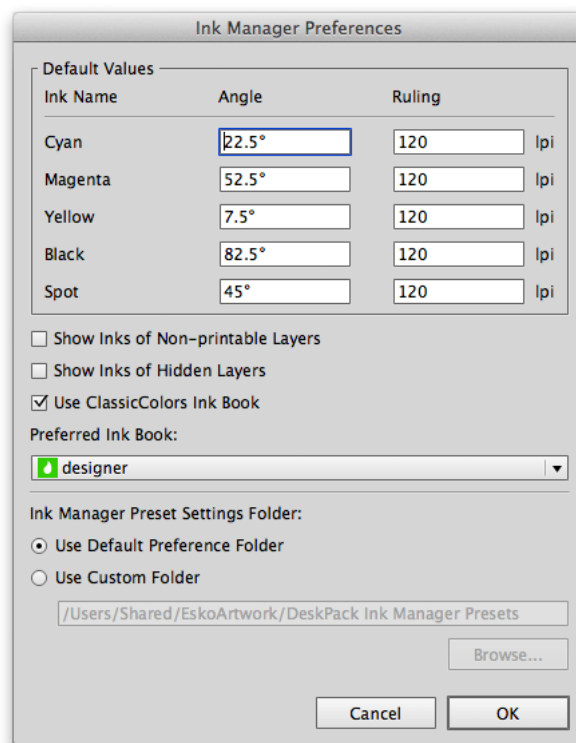 Ink Manager Preferences
Default Values
Ink Name Angle Ruling
Cyan 22.5° 120 lpi
Magenta 52.5° 120 lpi
Yellow 7.5° 120 lpi
Black 82.5° 120 lpi
Spot 45° 120 lpi
Show Inks of Non-printable Layers
Show Inks of Hidden Layers
Use ClassicColors Ink Book
Preferred Ink Book:
designer
Ink Manager Preset Settings Folder:
Use Default Preference Folder
Use Custom Folder
/Users/Shared/EskoArtwork/DeskPack Ink Manager Presets
Browse...
Cancel OK